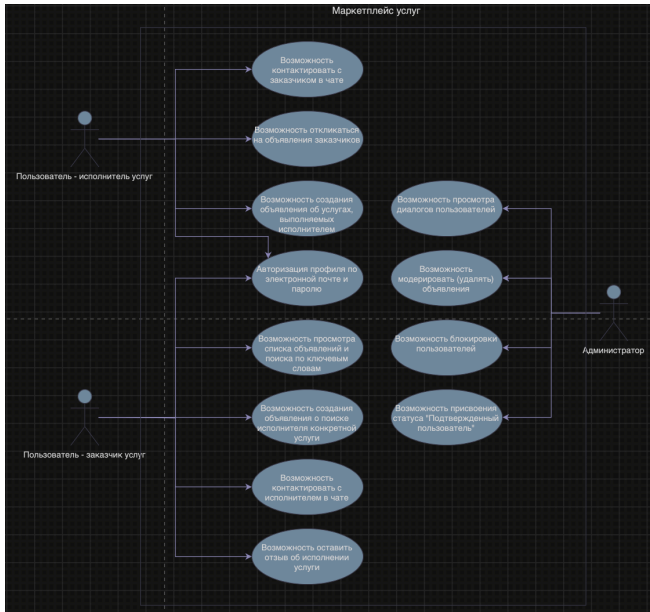 Маркетплейс услуг
Возможность
контактировать с
заказчиком в чате
Возможность откликаться
на объявления заказчиков
Пользователь - исполнитель услуг
Возможность создания
объявления об услугах,
выполняемых
исполнителем
Возможность просмотра
диалогов пользователей
Авторизация профиля по
электронной почте и
паролю
Возможность
модерировать (удалять)
объявления
Возможность просмотра
списка объявлений и
поиска по ключевым
словам
Возможность блокировки
пользователей
Администратор
Возможность создания
объявления о поиске
исполнителя конкретной
услуги
Возможность присвоения
статуса "Подтвержденный
пользователь"
Пользователь - заказчик услуг
Возможность
контактировать с
исполнителем в чате
Возможность оставить
отзыв об исполнении
услуги